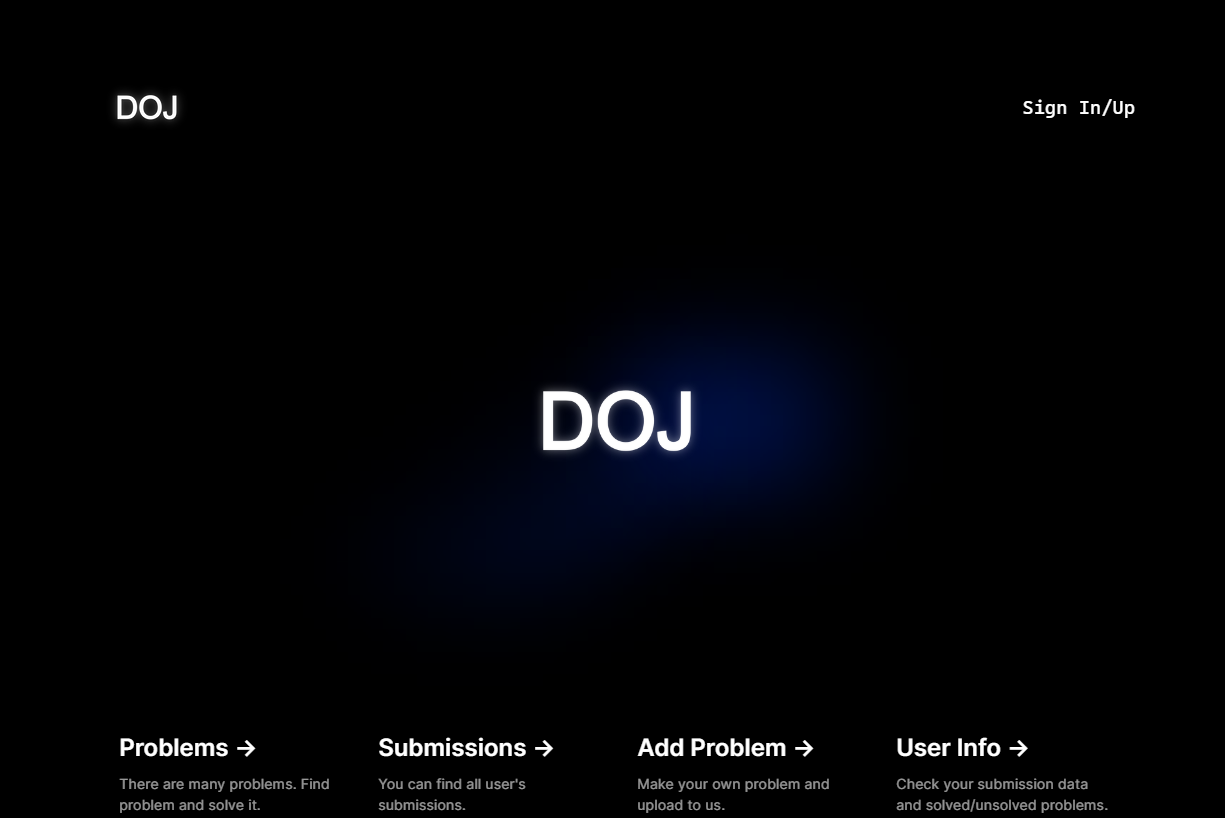 DOJ
Sign In/Up
DOJ
Problems →
There are many problems. Find
problem and solve it.
Submissions →
You can find all user's
submissions.
Add Problem →
Make your own problem and
upload to us.
User Info →
Check your submission data
and solved/unsolved problems.